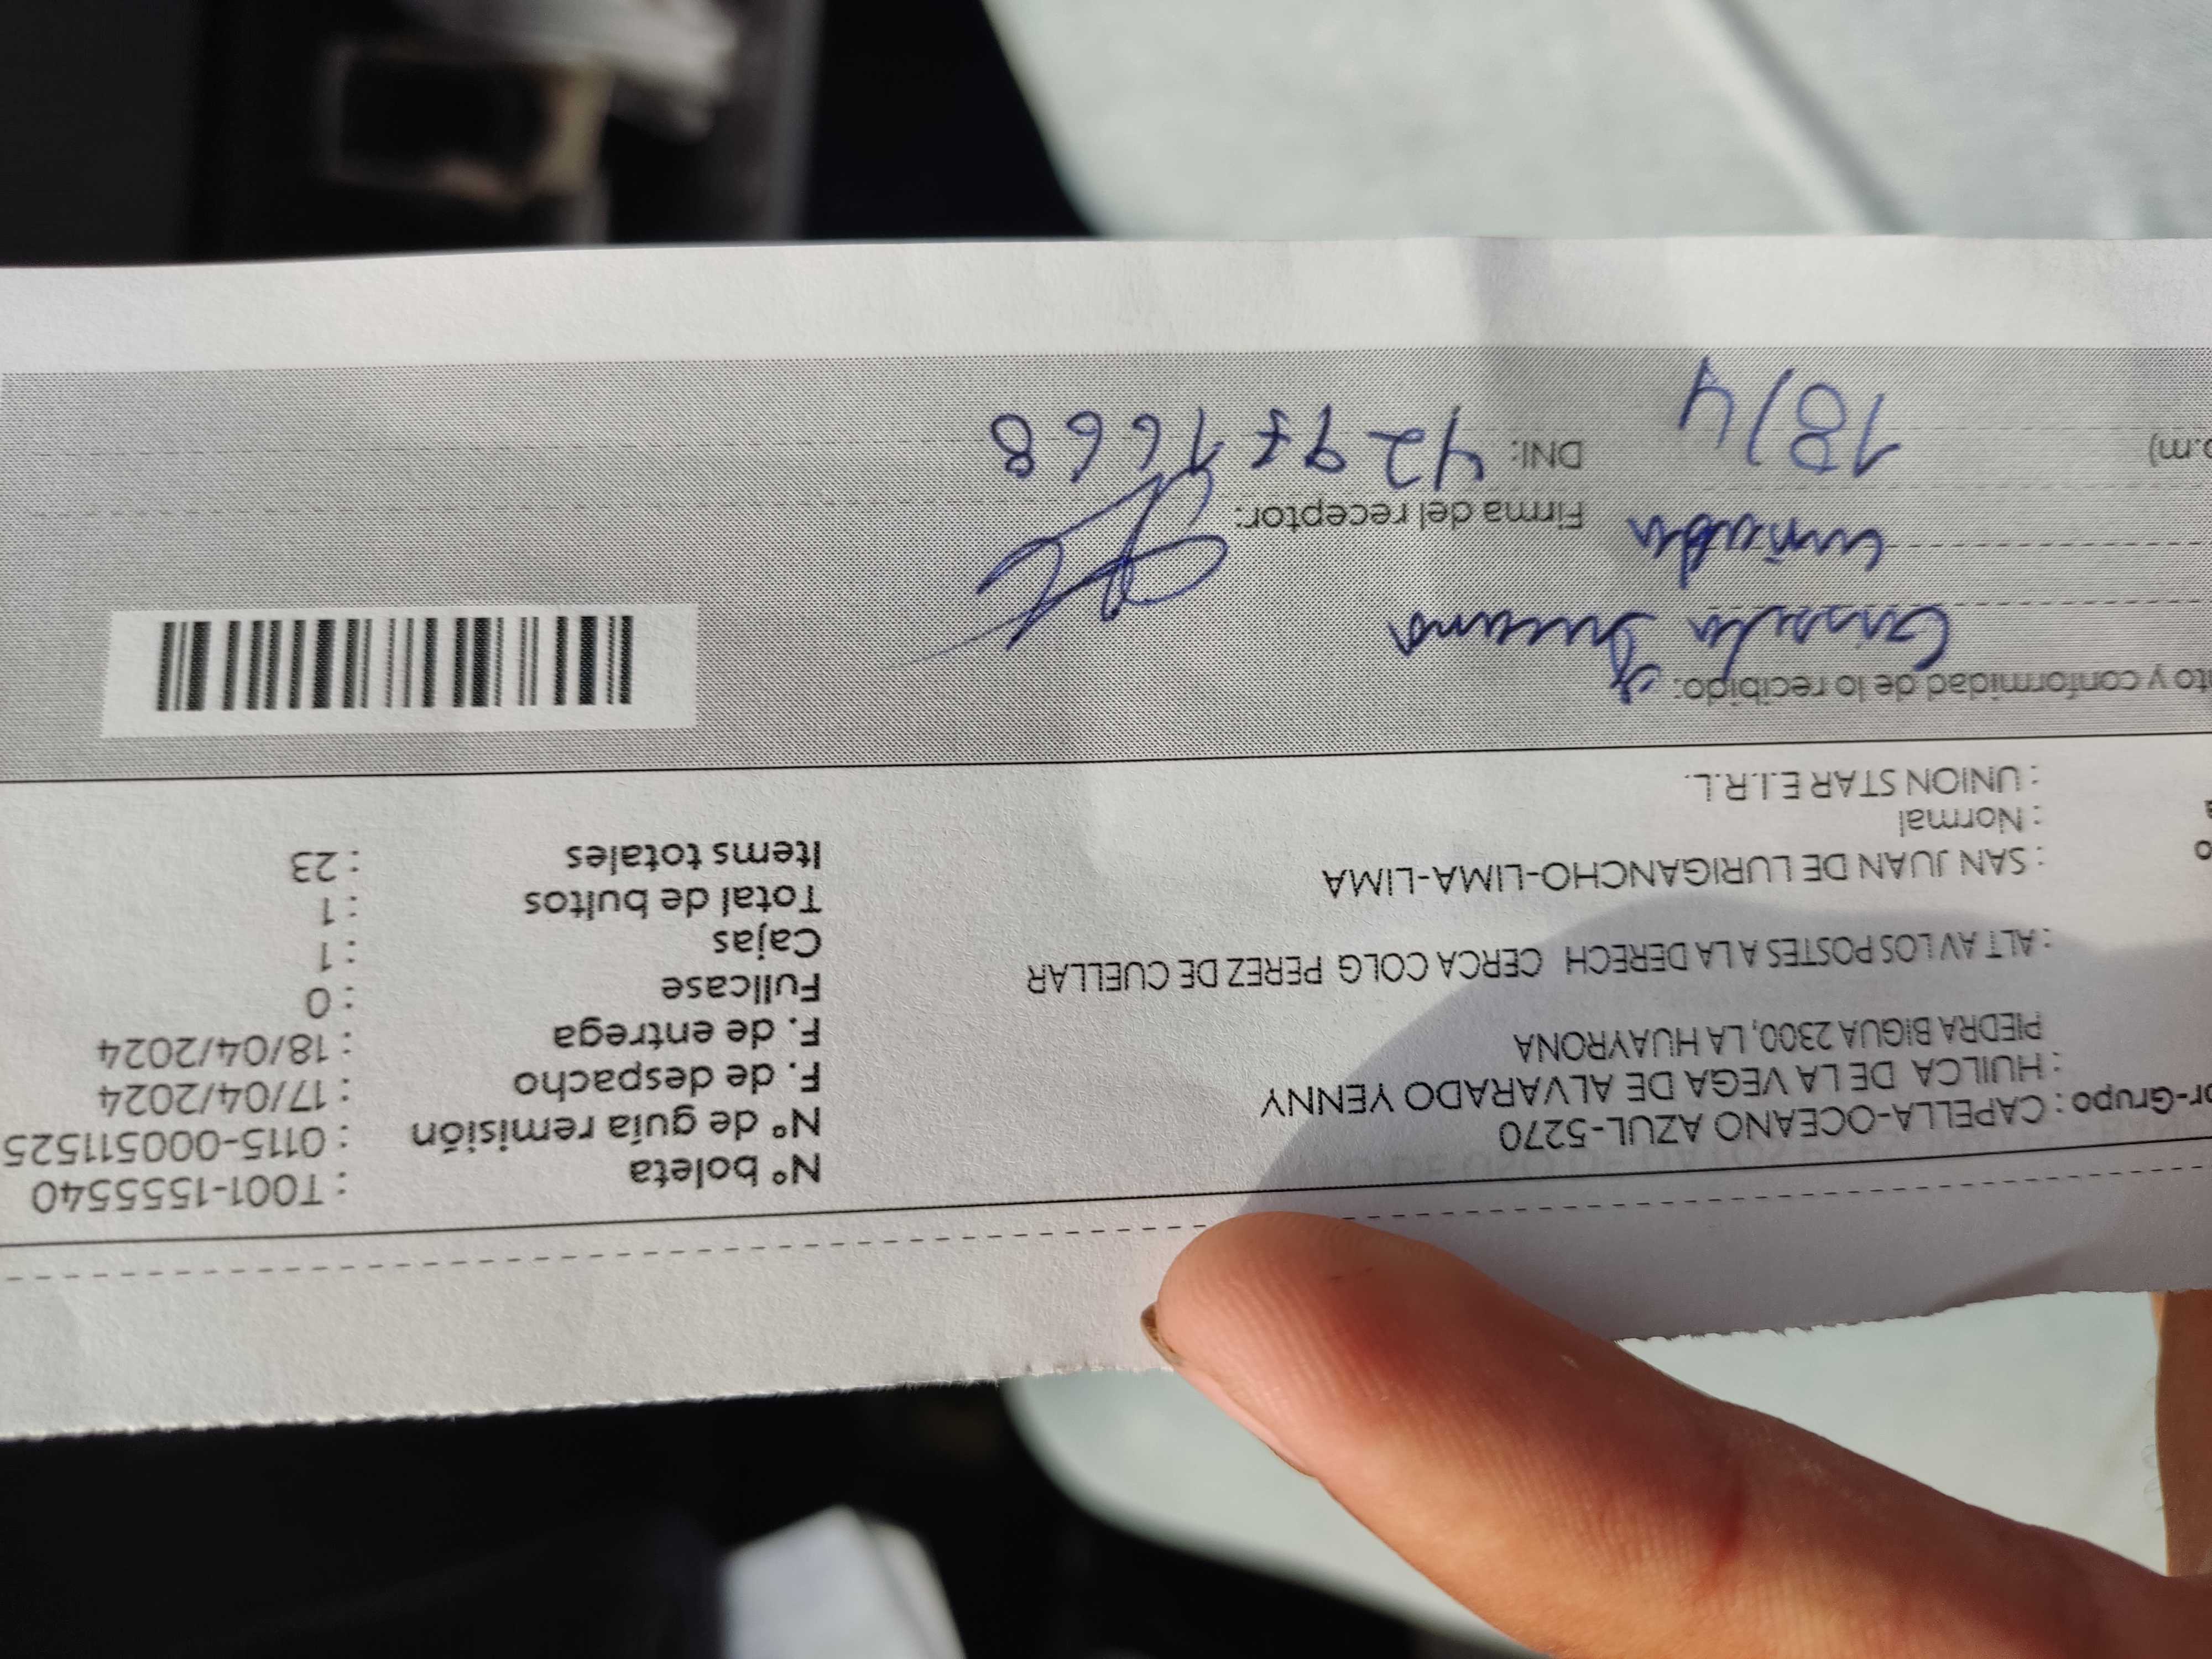 or-Grupo : CAPELLA-OCEANO AZUL-5270
: HUILCA DE LA VEGA DE ALVARADO YENNY
PIEDRA BIGUA 2300, LA HUAYRONA
: ALT AV LOS POSTES A LA DERECH CERCA COLG PEREZ DE CUELLAR
: SAN JUAN DE LURIGANCHO-LIMA-LIMA
: Normal
: UNION STAR E.I.R.L.
N° boleta : T001-1555540
N° de guía remisión : 0115-000511525
F. de despacho : 17/04/2024
F. de entrega : 18/04/2024
Fullcase : 0
Cajas : 1
Total de bultos : 1
Items totales : 23
nto y conformidad de lo recibido:
Firma del receptor:
p.m) 18/4 DNI: